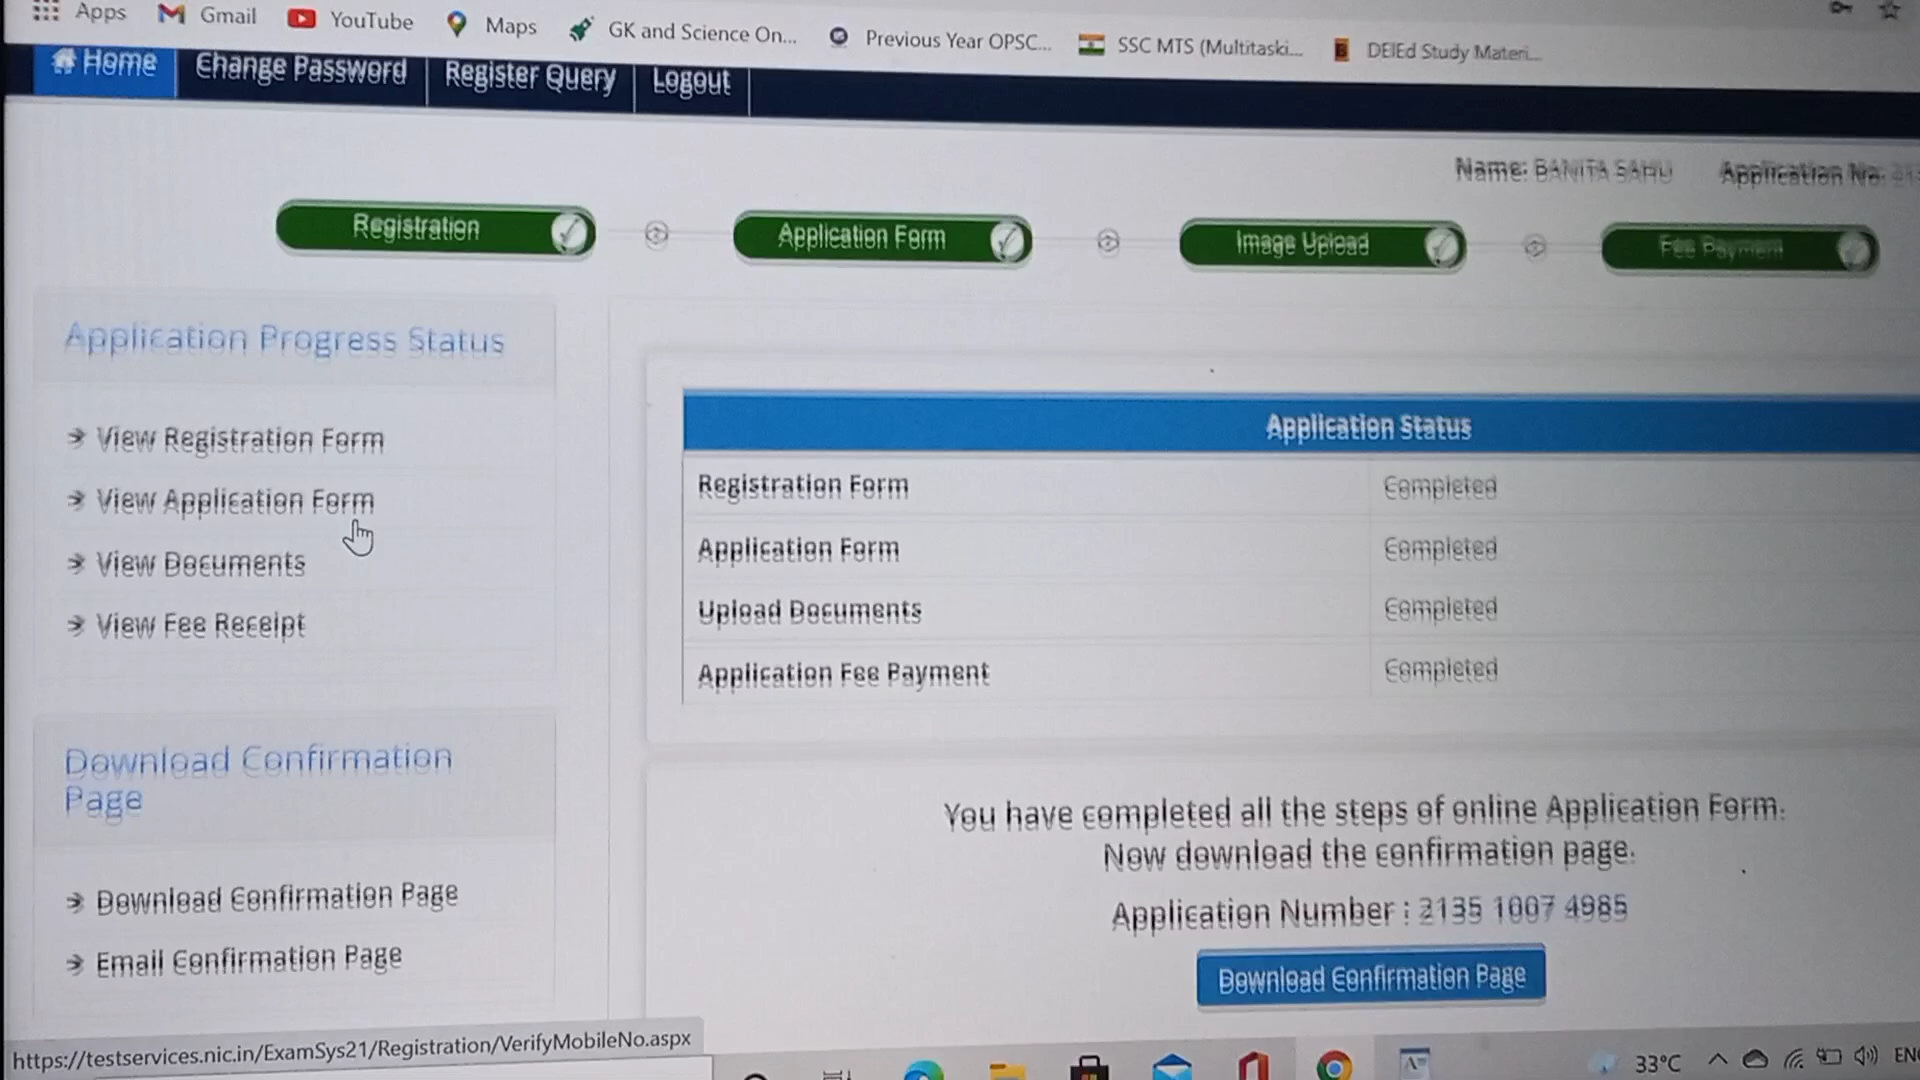 Apps Gmail YouTube Maps GK and Science On... Previous Year OPSC... SSC MTS (Multitaski... DElEd Study Materi...
Home Change Password Register Query Logout
Name: BANITA SAHU Application No:
Registration Application Form Image Upload Fee Payment
Application Progress Status
View Registration Form
View Application Form
View Documents
View Fee Receipt
Download Confirmation
Page
Download Confirmation Page
Email Confirmation Page
Application Status
Registration Form Completed
Application Form Completed
Upload Documents Completed
Application Fee Payment Completed
You have completed all the steps of online Application Form.
Now download the confirmation page.
Application Number : 2135 1007 4985
Download Confirmation Page
https://testservices.nic.in/ExamSys21/Registration/VerifyMobileNo.aspx
33°C ENG